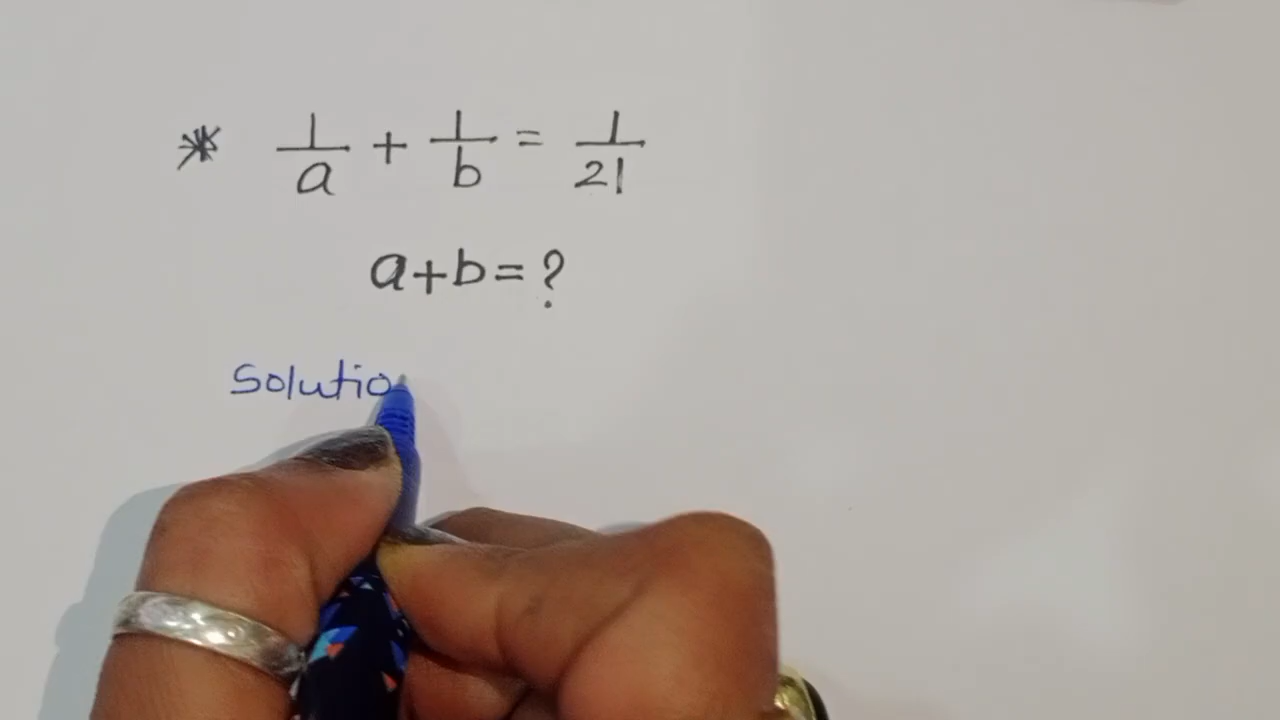 * 1/a + 1/b = 1/21
a+b=?
Solutio